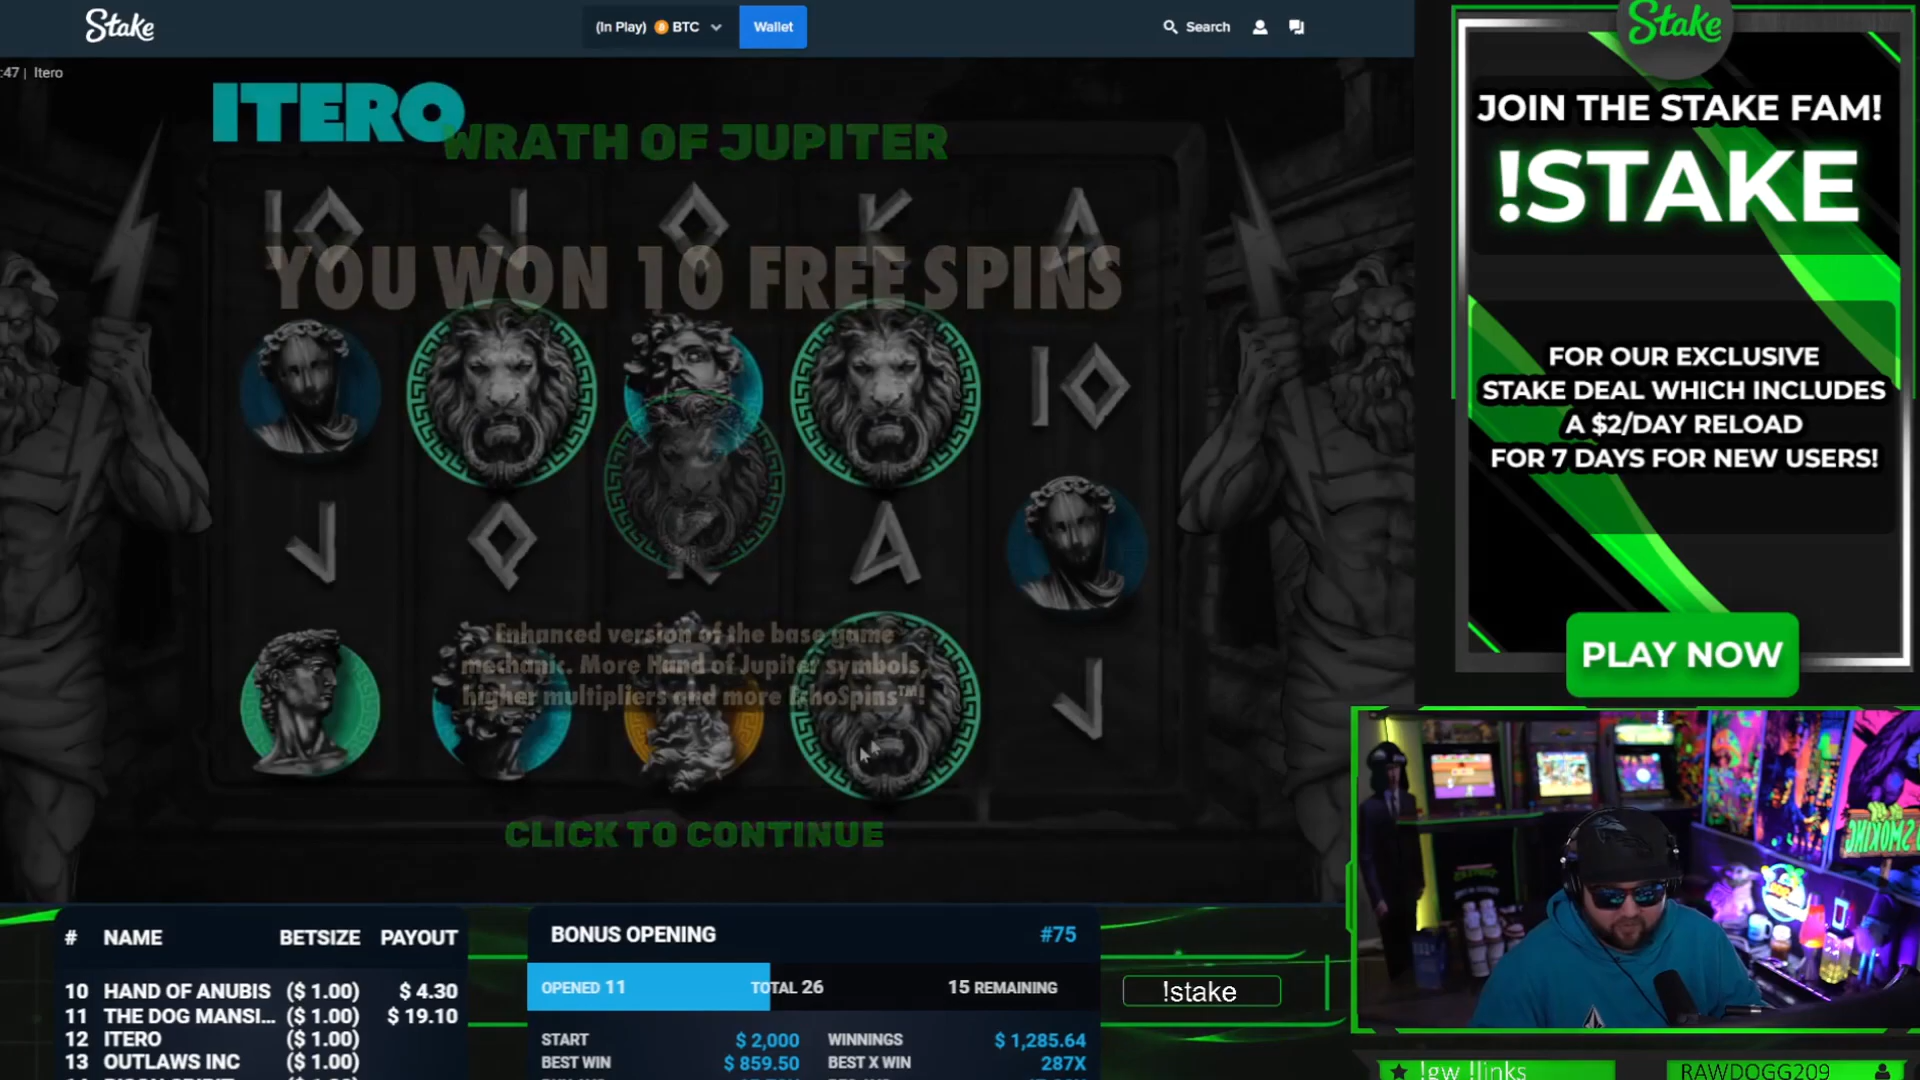 Stake
(In Play) BTC
Wallet
Search
:47 | Itero
ITERO
WRATH OF JUPITER
YOU WON 10 FREE SPINS
10 J Q K A
10
J Q K A
J
Enhanced version of the base game
mechanic. More Hand of Jupiter symbols,
higher multipliers and more EchoSpins™!
CLICK TO CONTINUE
Stake
JOIN THE STAKE FAM!
!STAKE
FOR OUR EXCLUSIVE
STAKE DEAL WHICH INCLUDES
A $2/DAY RELOAD
FOR 7 DAYS FOR NEW USERS!
PLAY NOW
SMOKING
# NAME BETSIZE PAYOUT
10 HAND OF ANUBIS ($ 1.00) $ 4.30
11 THE DOG MANSI... ($ 1.00) $ 19.10
12 ITERO ($ 1.00)
13 OUTLAWS INC ($ 1.00)
BONUS OPENING #75
OPENED 11 TOTAL 26 15 REMAINING
START $ 2,000 WINNINGS $ 1,285.64
BEST WIN $ 859.50 BEST X WIN 287X
!stake
!gw !links
RAWDOGG209